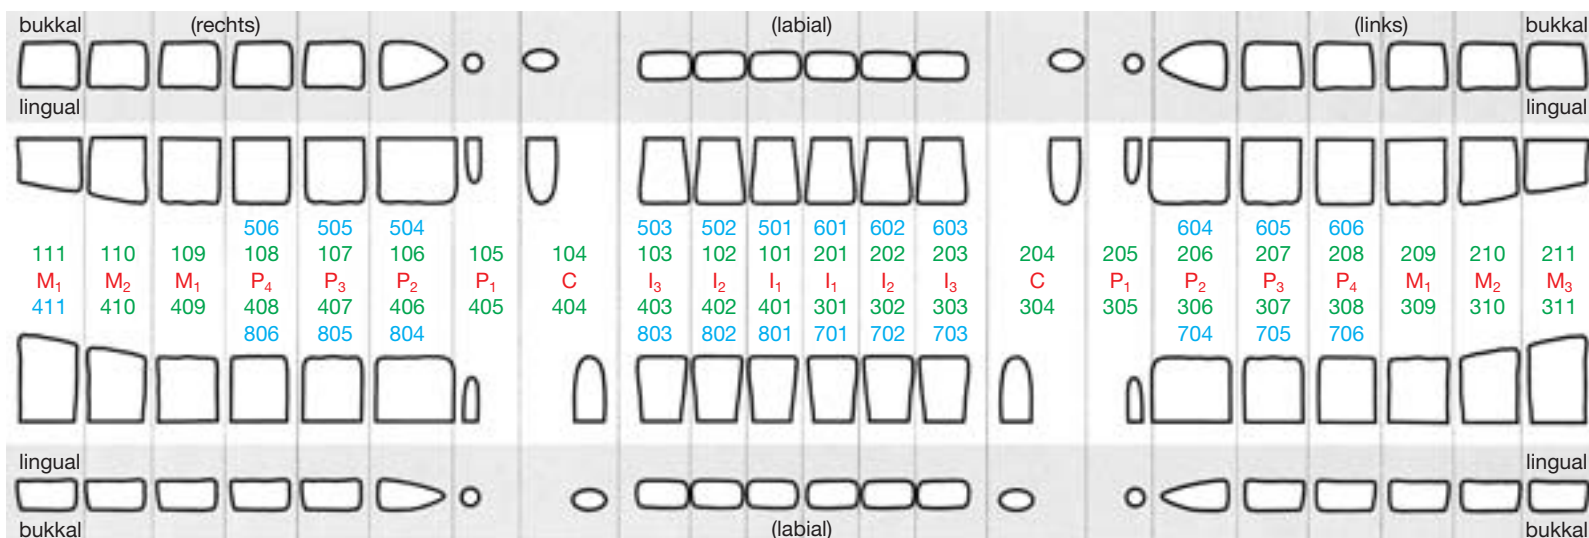 bukkal (rechts) (labial) (links) bukkal
lingual lingual
506 505 504 503 502 501 601 602 603 604 605 606
111 110 109 108 107 106 105 104 103 102 101 201 202 203 204 205 206 207 208 209 210 211
M₁ M₂ M₁ P₄ P₃ P₂ P₁ C I₃ I₂ I₁ I₁ I₂ I₃ C P₁ P₂ P₃ P₄ M₁ M₂ M₃
411 410 409 408 407 406 405 404 403 402 401 301 302 303 304 305 306 307 308 309 310 311
806 805 804 803 802 801 701 702 703 704 705 706
lingual lingual
bukkal (labial) bukkal